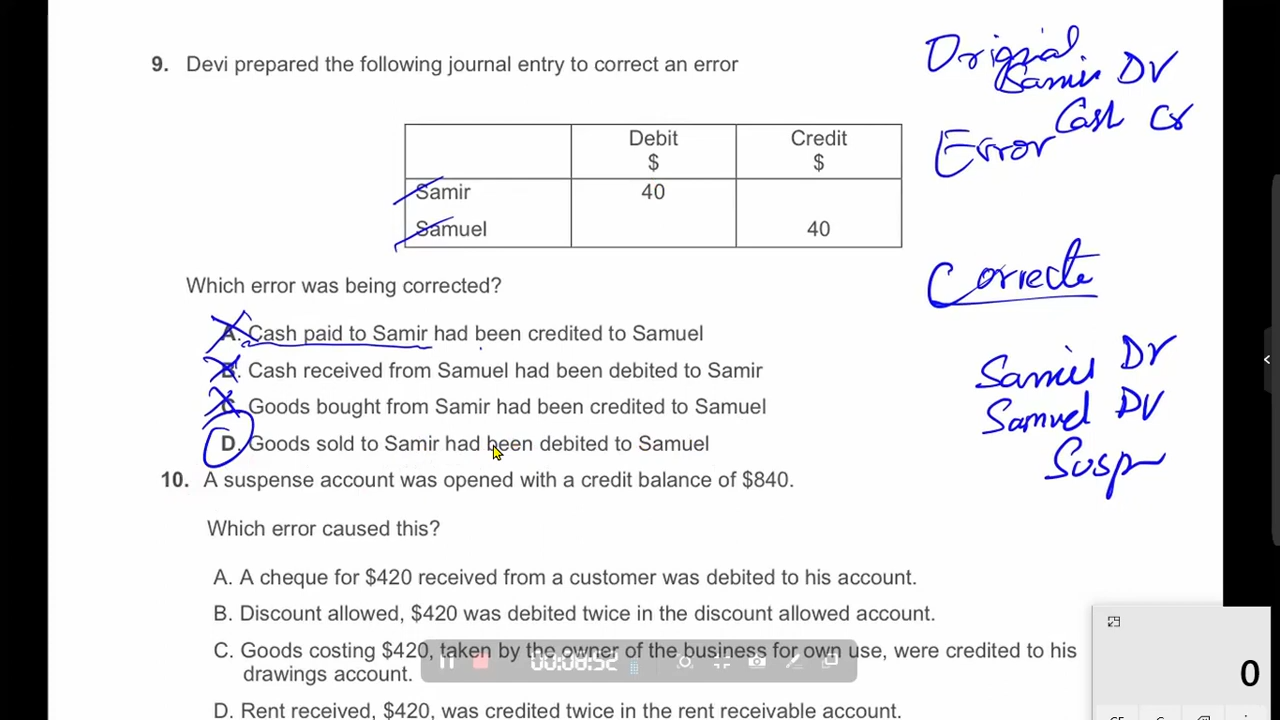 9. Devi prepared the following journal entry to correct an error
Debit Credit
$ $
Samir 40
Samuel 40
Which error was being corrected?
A. Cash paid to Samir had been credited to Samuel
B. Cash received from Samuel had been debited to Samir
C. Goods bought from Samir had been credited to Samuel
D. Goods sold to Samir had been debited to Samuel
10. A suspense account was opened with a credit balance of $840.
Which error caused this?
A. A cheque for $420 received from a customer was debited to his account.
B. Discount allowed, $420 was debited twice in the discount allowed account.
C. Goods costing $420, taken by the owner of the business for own use, were credited to his
drawings account.
D. Rent received, $420, was credited twice in the rent receivable account.
Original
Samir Dr
Cash Cr
Error
Correcte
Samir Dr
Samuel Dr
Susp
00:08:52
0